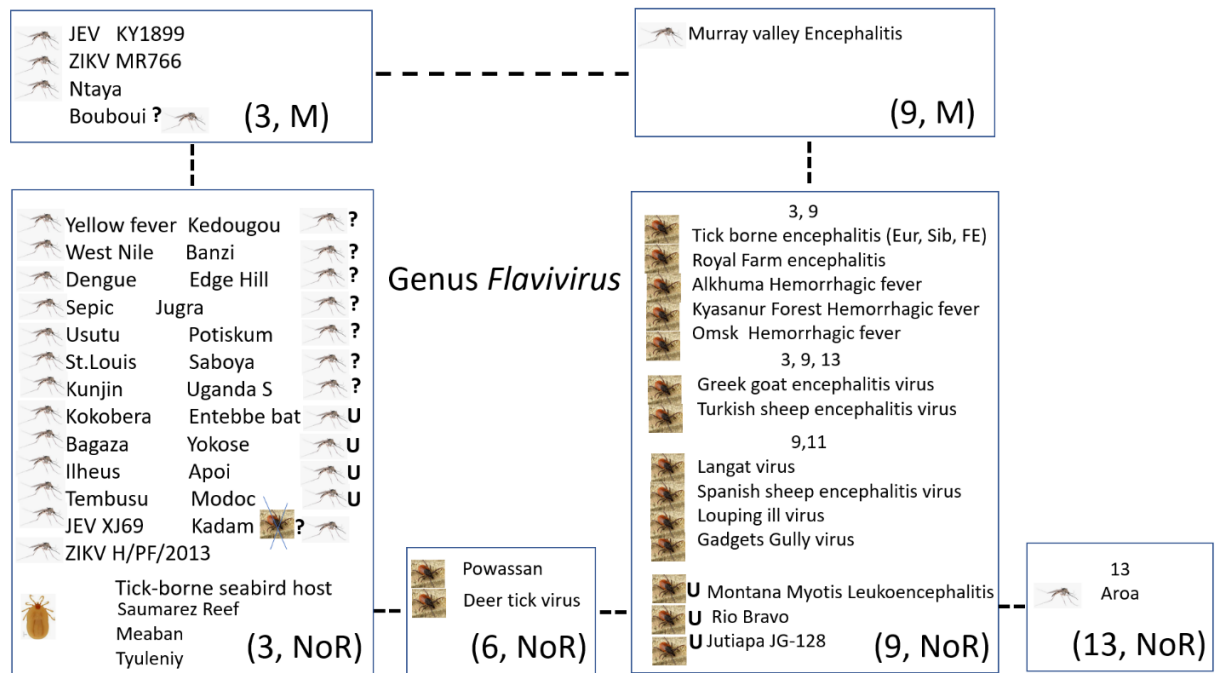 JEV KY1899
ZIKV MR766
Ntaya
Bouboui ?
(3, M)
Murray valley Encephalitis
(9, M)
Yellow fever Kedougou ?
West Nile Banzi ?
Dengue Edge Hill ?
Sepic Jugra ?
Usutu Potiskum ?
St.Louis Saboya ?
Kunjin Uganda S ?
Kokobera Entebbe bat U
Bagaza Yokose U
Ilheus Apoi U
Tembusu Modoc U
JEV XJ69 Kadam ?
ZIKV H/PF/2013
Tick-borne seabird host
Saumarez Reef
Meaban
Tyuleniy
(3, NoR)
Genus Flavivirus
Powassan
Deer tick virus
(6, NoR)
3, 9
Tick borne encephalitis (Eur, Sib, FE)
Royal Farm encephalitis
Alkhuma Hemorrhagic fever
Kyasanur Forest Hemorrhagic fever
Omsk Hemorrhagic fever
3, 9, 13
Greek goat encephalitis virus
Turkish sheep encephalitis virus
9,11
Langat virus
Spanish sheep encephalitis virus
Louping ill virus
Gadgets Gully virus
U Montana Myotis Leukoencephalitis
U Rio Bravo
U Jutiapa JG-128
(9, NoR)
13
Aroa
(13, NoR)